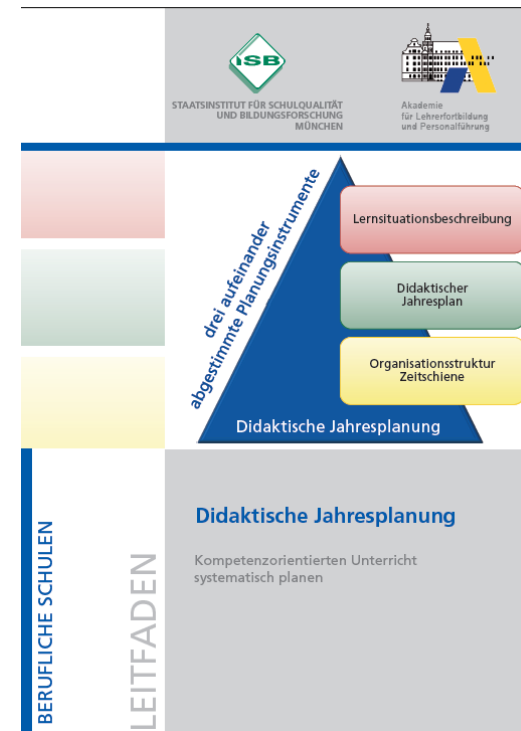 iSB
STAATSINSTITUT FÜR SCHULQUALITÄT
UND BILDUNGSFORSCHUNG
MÜNCHEN
Akademie
für Lehrerfortbildung
und Personalführung
drei aufeinander
abgestimmte Planungsinstrumente
Lernsituationsbeschreibung
Didaktischer
Jahresplan
Organisationsstruktur
Zeitschiene
Didaktische Jahresplanung
BERUFLICHE SCHULEN
LEITFADEN
Didaktische Jahresplanung
Kompetenzorientierten Unterricht
systematisch planen